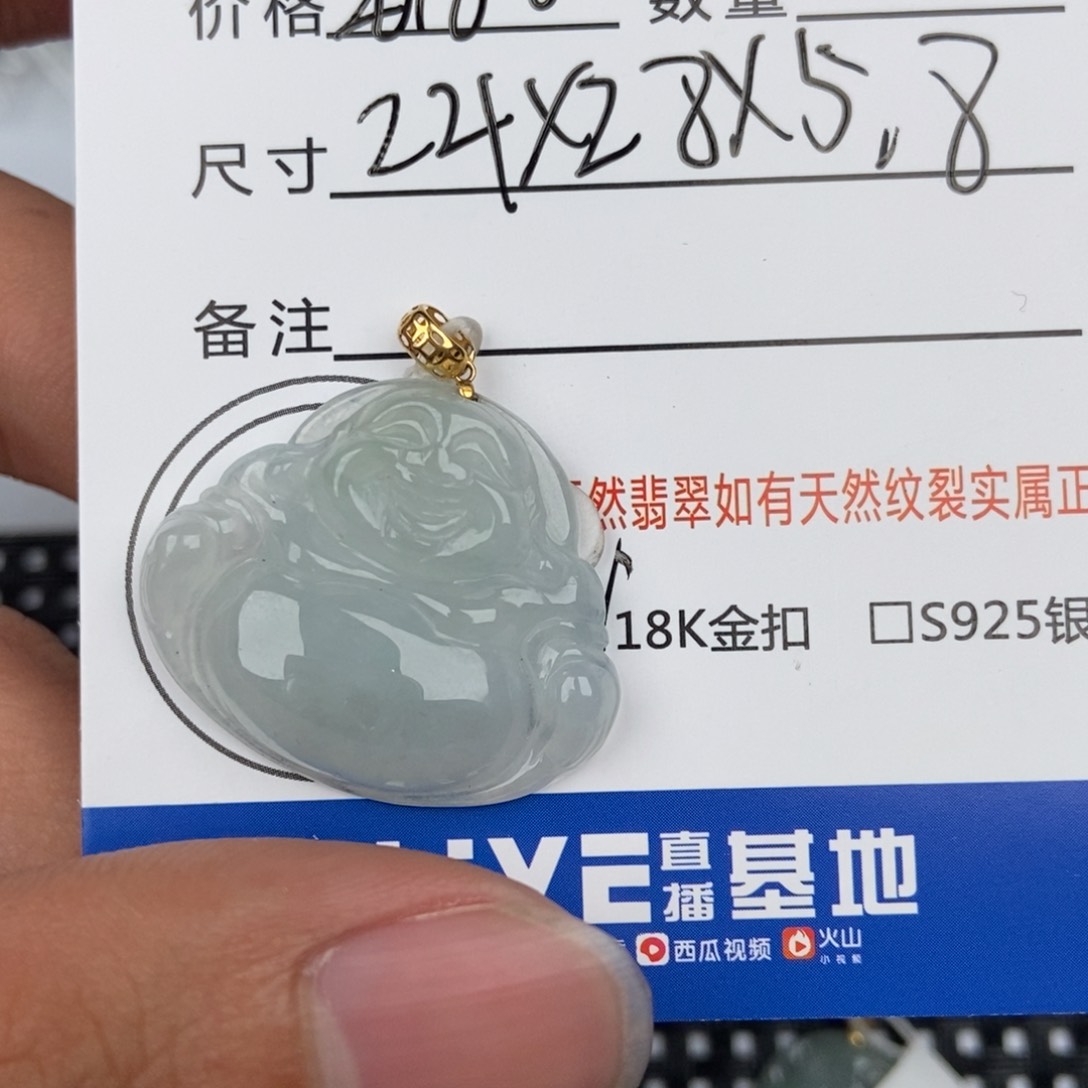 价格 数量
尺寸 24X28X5.8
备注
然翡翠如有天然纹裂实属正
18K金扣 □S925银
VE 直播 基地
西瓜视频 火山
小视频